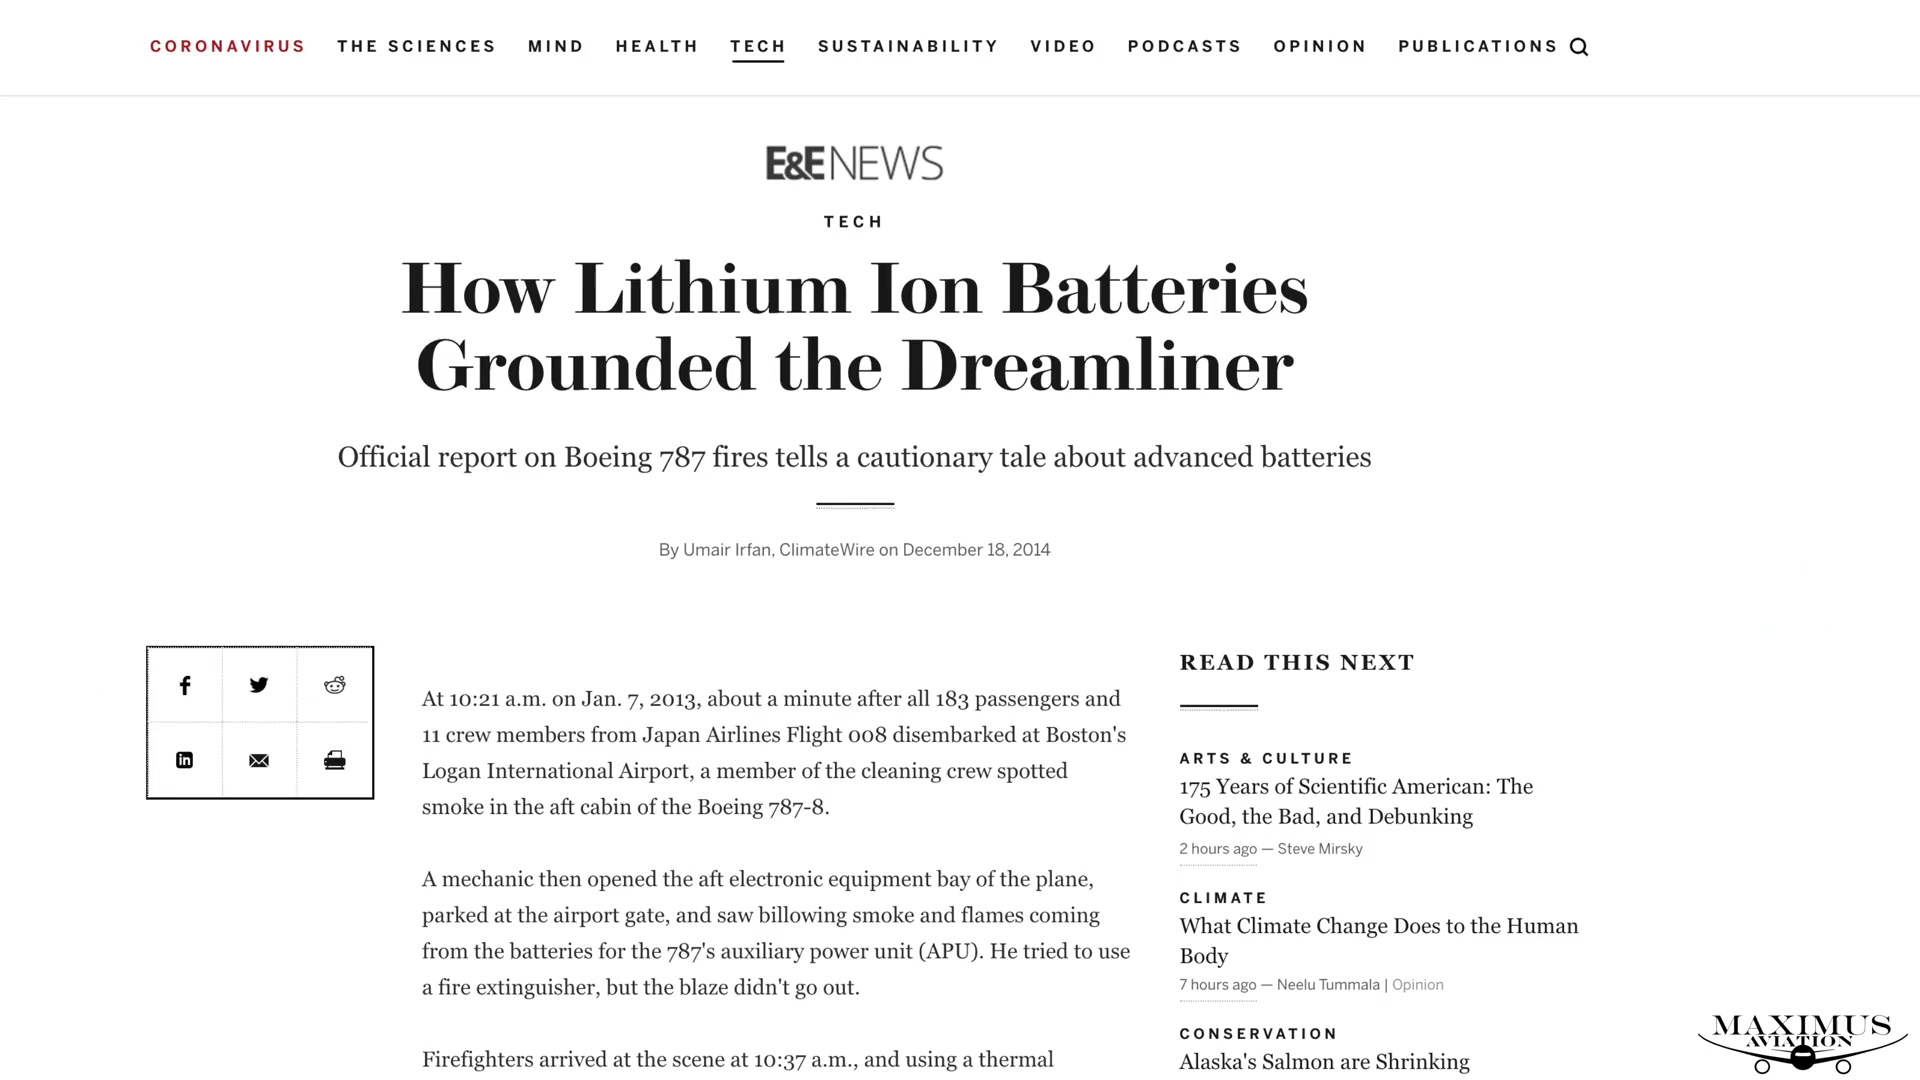 CORONAVIRUS THE SCIENCES MIND HEALTH TECH SUSTAINABILITY VIDEO PODCASTS OPINION PUBLICATIONS
E&E NEWS
TECH
How Lithium Ion Batteries
Grounded the Dreamliner
Official report on Boeing 787 fires tells a cautionary tale about advanced batteries
By Umair Irfan, ClimateWire on December 18, 2014
f
in
At 10:21 a.m. on Jan. 7, 2013, about a minute after all 183 passengers and
11 crew members from Japan Airlines Flight 008 disembarked at Boston's
Logan International Airport, a member of the cleaning crew spotted
smoke in the aft cabin of the Boeing 787-8.
A mechanic then opened the aft electronic equipment bay of the plane,
parked at the airport gate, and saw billowing smoke and flames coming
from the batteries for the 787's auxiliary power unit (APU). He tried to use
a fire extinguisher, but the blaze didn't go out.
Firefighters arrived at the scene at 10:37 a.m., and using a thermal
READ THIS NEXT
ARTS & CULTURE
175 Years of Scientific American: The
Good, the Bad, and Debunking
2 hours ago — Steve Mirsky
CLIMATE
What Climate Change Does to the Human
Body
7 hours ago — Neelu Tummala | Opinion
CONSERVATION
Alaska's Salmon are Shrinking
MAXIMUS
AVIATION